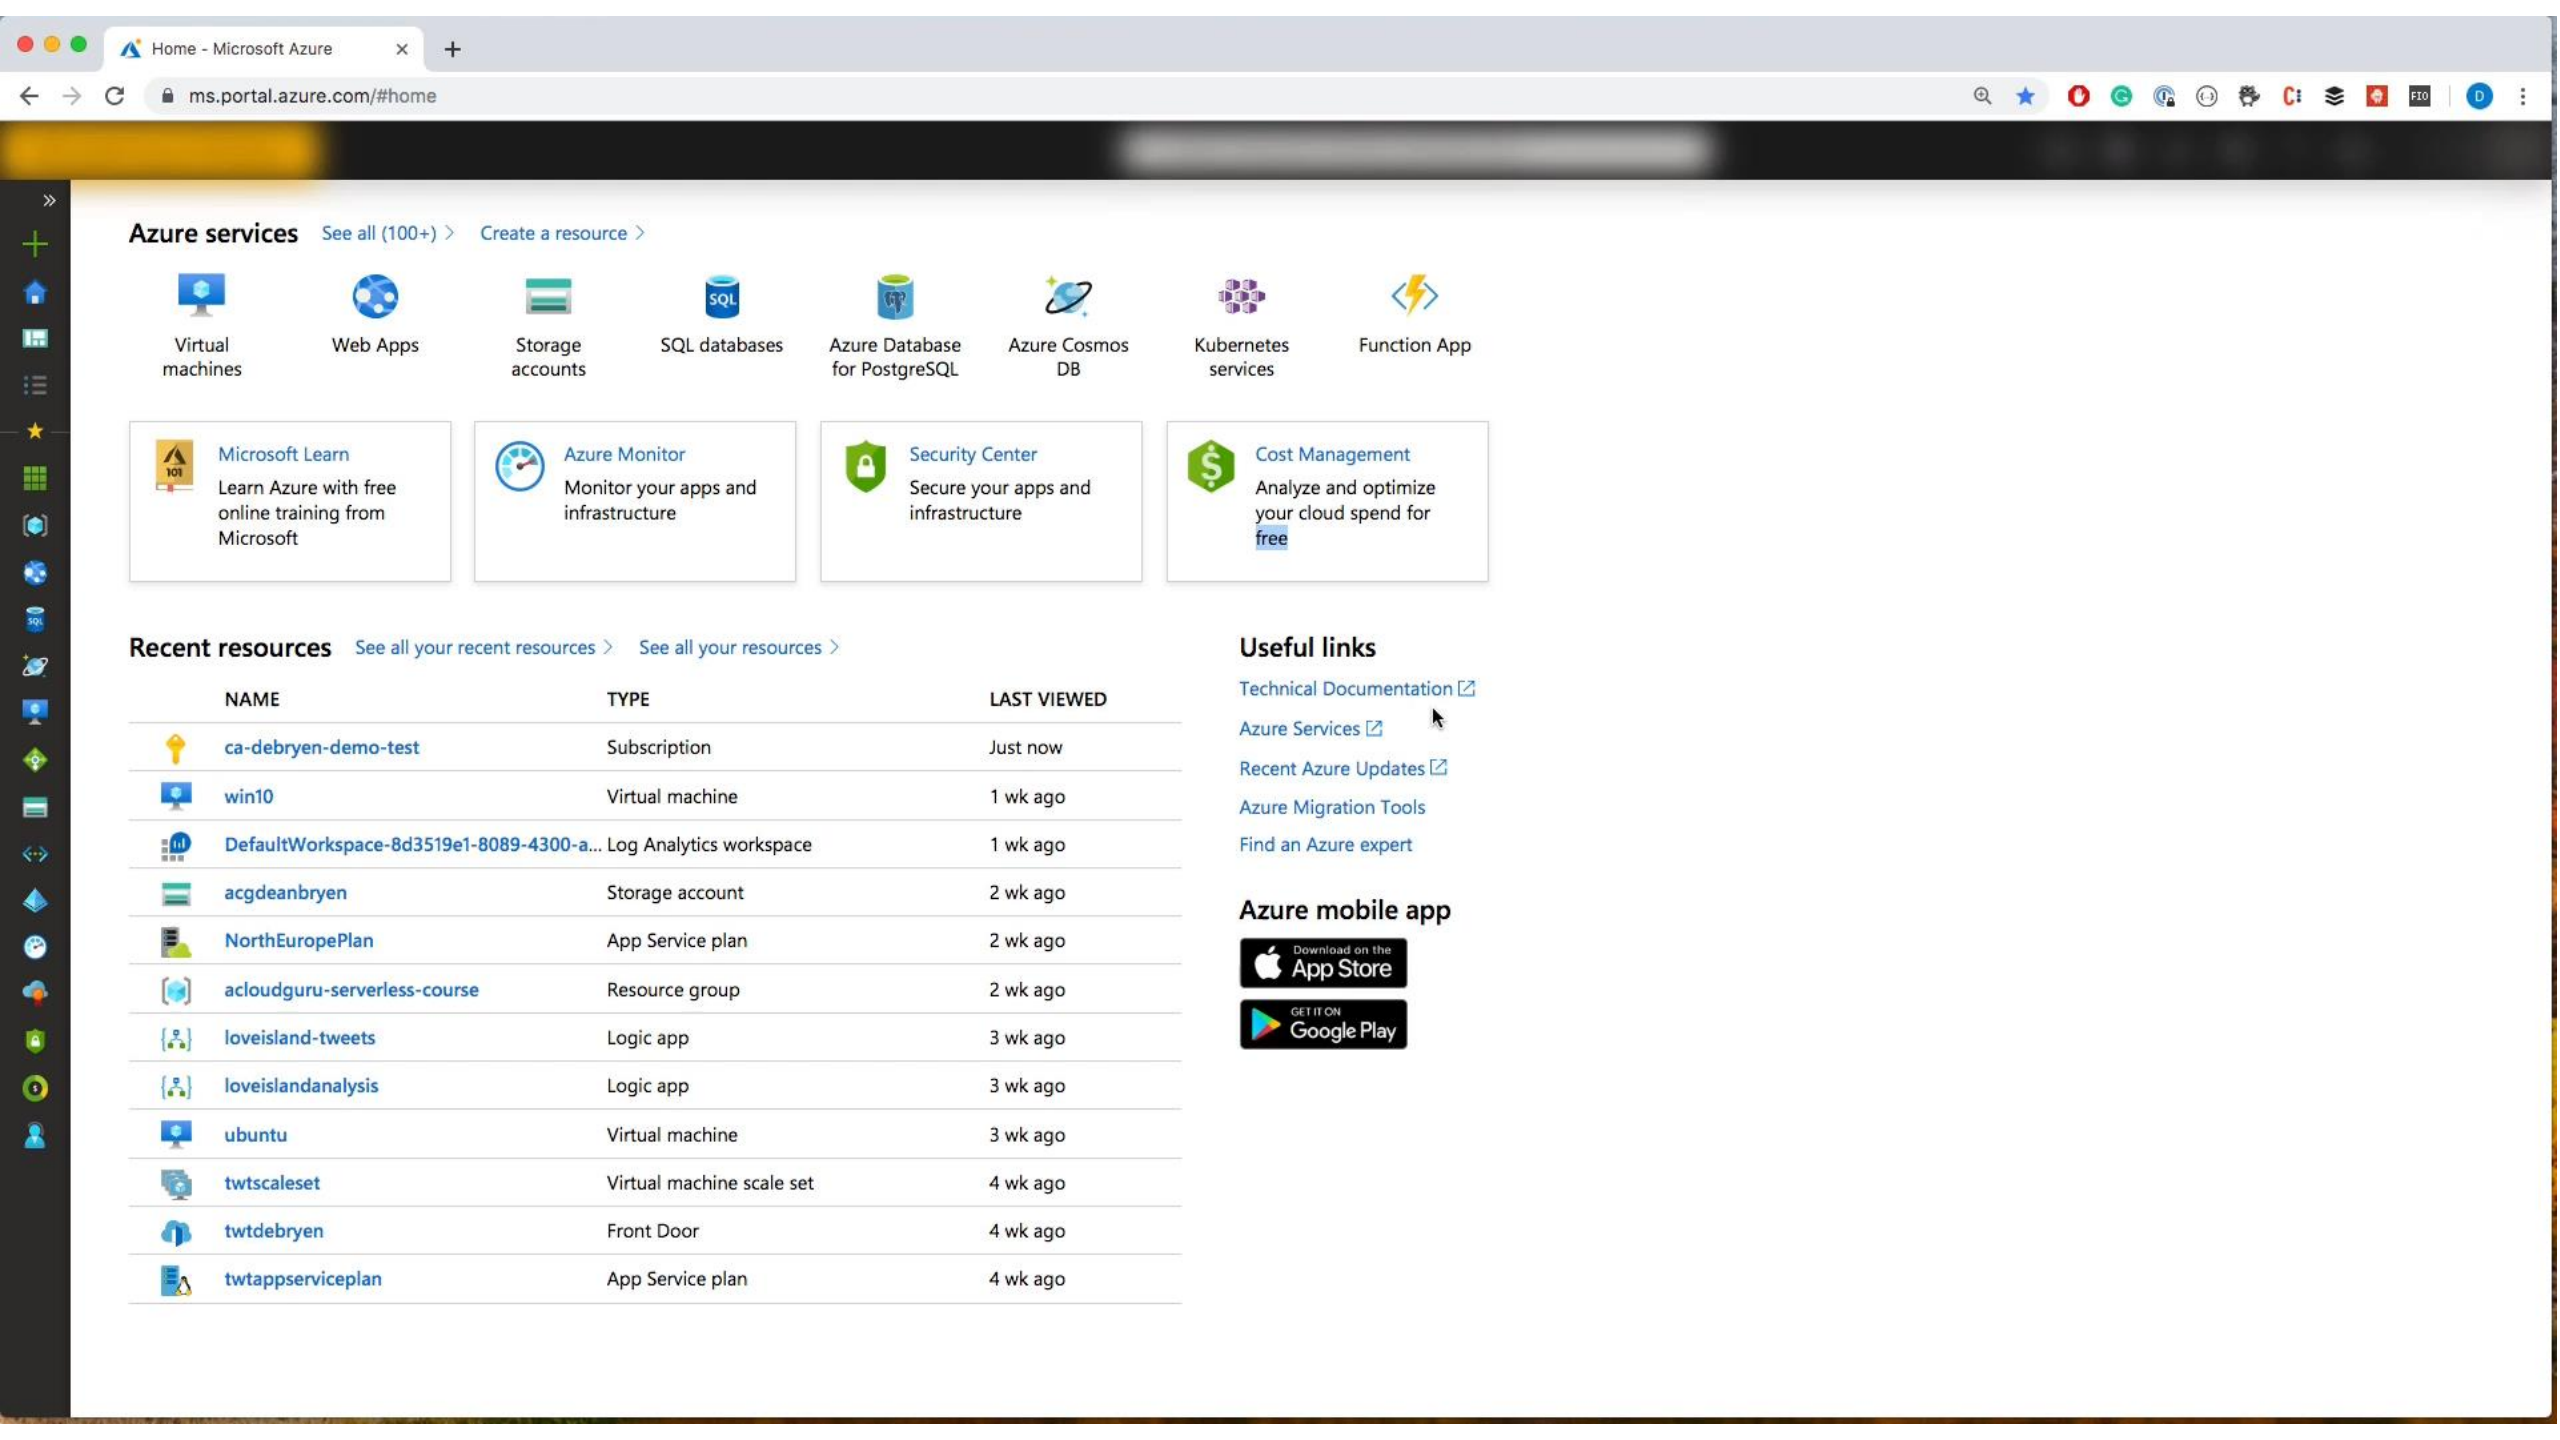 Home - Microsoft Azure
ms.portal.azure.com/#home
FIO
D
Azure services See all (100+) Create a resource
SQL
Virtual machines
Web Apps
Storage accounts
SQL databases
Azure Database for PostgreSQL
Azure Cosmos DB
Kubernetes services
Function App
101
Microsoft Learn
Learn Azure with free
online training from
Microsoft
Azure Monitor
Monitor your apps and
infrastructure
Security Center
Secure your apps and
infrastructure
Cost Management
Analyze and optimize
your cloud spend for
free
SQL
Recent resources See all your recent resources See all your resources
NAME TYPE LAST VIEWED
ca-debryen-demo-test Subscription Just now
win10 Virtual machine 1 wk ago
DefaultWorkspace-8d3519e1-8089-4300-a... Log Analytics workspace 1 wk ago
acgdeanbryen Storage account 2 wk ago
NorthEuropePlan App Service plan 2 wk ago
acloudguru-serverless-course Resource group 2 wk ago
loveisland-tweets Logic app 3 wk ago
loveislandanalysis Logic app 3 wk ago
ubuntu Virtual machine 3 wk ago
twtscaleset Virtual machine scale set 4 wk ago
twtdebryen Front Door 4 wk ago
twtappserviceplan App Service plan 4 wk ago
Useful links
Technical Documentation
Azure Services
Recent Azure Updates
Azure Migration Tools
Find an Azure expert
Azure mobile app
Download on the
App Store
GET IT ON
Google Play